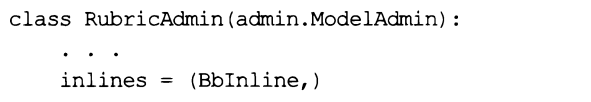 class RubricAdmin(admin.ModelAdmin):
    . . .
    inlines = (BbInline,)